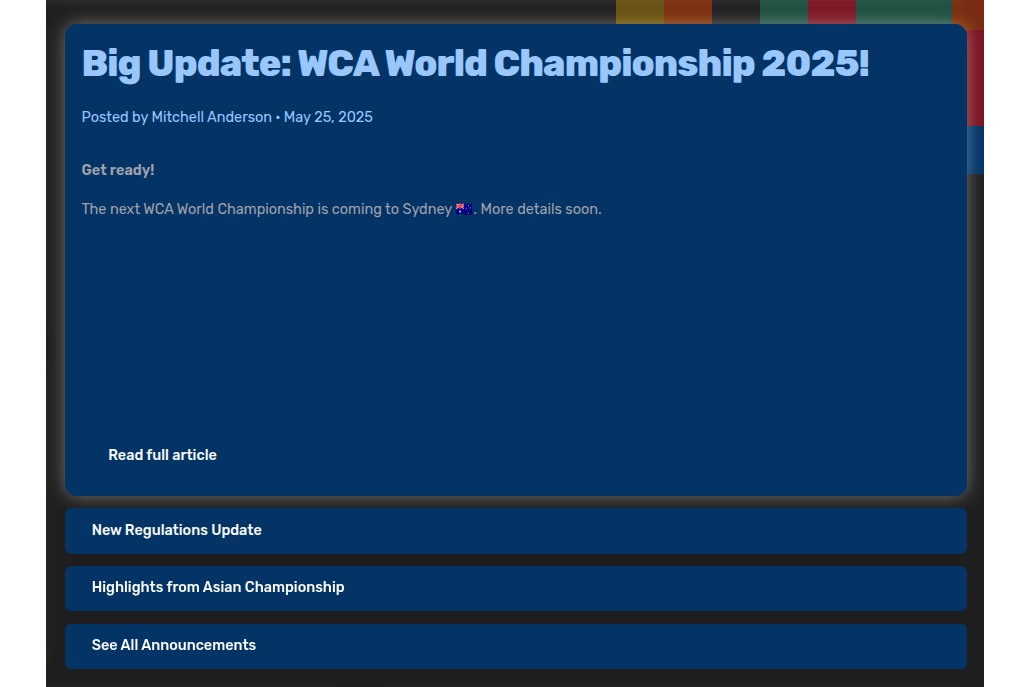 Big Update: WCA World Championship 2025!
Posted by Mitchell Anderson • May 25, 2025
Get ready!
The next WCA World Championship is coming to Sydney 🇦🇺. More details soon.
Read full article
New Regulations Update
Highlights from Asian Championship
See All Announcements